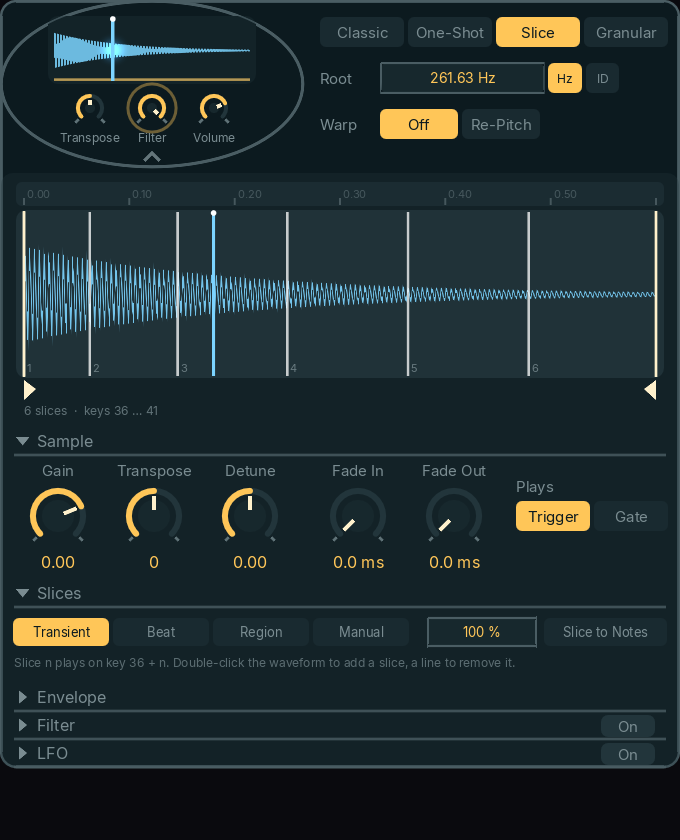 Classic One-Shot Slice Granular
Root 261.63 Hz Hz ID
Transpose Filter Volume
Warp Off Re-Pitch
0.00 0.10 0.20 0.30 0.40 0.50
1 2 3 4 5 6
6 slices · keys 36 ... 41
Sample
Gain Transpose Detune Fade In Fade Out
Plays
Trigger Gate
0.00 0 0.00 0.0 ms 0.0 ms
Slices
Transient Beat Region Manual 100 % Slice to Notes
Slice n plays on key 36 + n. Double-click the waveform to add a slice, a line to remove it.
Envelope
Filter On
LFO On